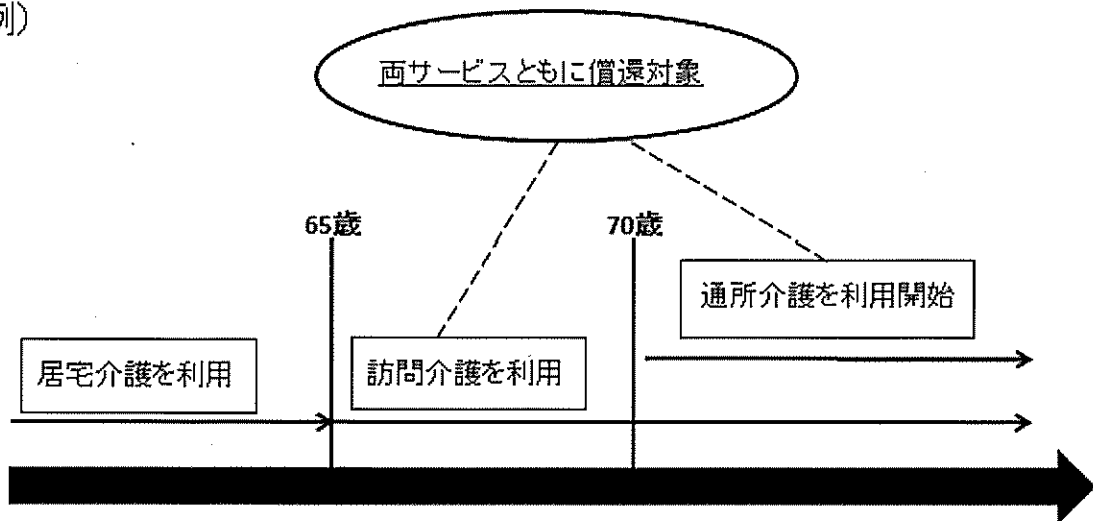 例)
両サービスともに償還対象
65歳
70歳
通所介護を利用開始
居宅介護を利用
訪問介護を利用